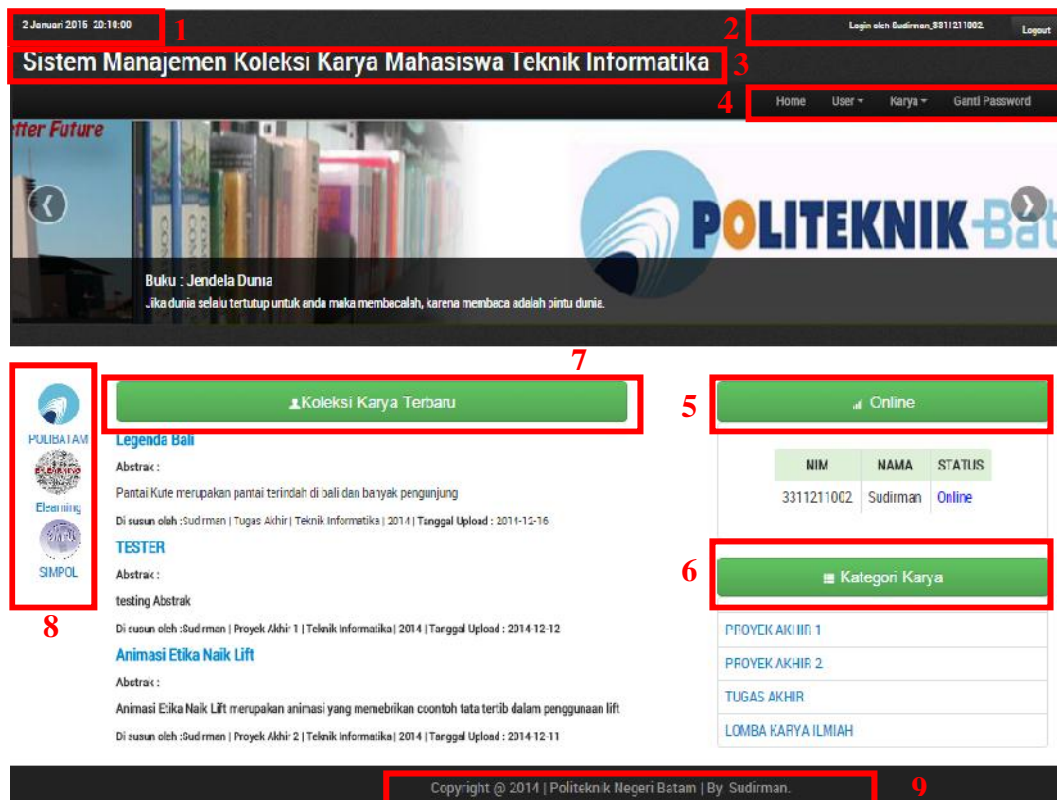 2 Januari 2015 20:18:00
1
2
Login oleh Sudirman_3311211002
Logout
Sistem Manajemen Koleksi Karya Mahasiswa Teknik Informatika
3
4
Home User Karya Ganti Password
tter Future
POLITEKNIK-Bat
Buku : Jendela Dunia
Jika dunia selalu tertutup untuk anda maka membacalah, karena membaca adalah pintu dunia.
7
Koleksi Karya Terbaru
5
Online
POLIBATAM
Elearning
SIMPOL
8
Legenda Bali
Abstrak :
Pantai Kute merupakan pantai terindah di bali dan banyak pengunjung
Di susun oleh :Sudirman | Tugas Akhir | Teknik Informatika | 2014 | Tanggal Upload : 2014-12-16
TESTER
Abstrak :
testing Abstrak
Di susun oleh :Sudirman | Proyek Akhir 1 | Teknik Informatika | 2014 | Tanggal Upload : 2014-12-12
Animasi Etika Naik Lift
Abstrak :
Animasi Etika Naik Lift merupakan animasi yang memebrikan coontoh tata tertib dalam penggunaan lift
Di susun oleh :Sudirman | Proyek Akhir 2 | Teknik Informatika | 2014 | Tanggal Upload : 2014-12-11
NIM NAMA STATUS
3311211002 Sudirman Online
6
Kategori Karya
PROYEK AKHIR 1
PROYEK AKHIR 2
TUGAS AKHIR
LOMBA KARYA ILMIAH
Copyright @ 2014 | Politeknik Negeri Batam | By Sudirman.
9